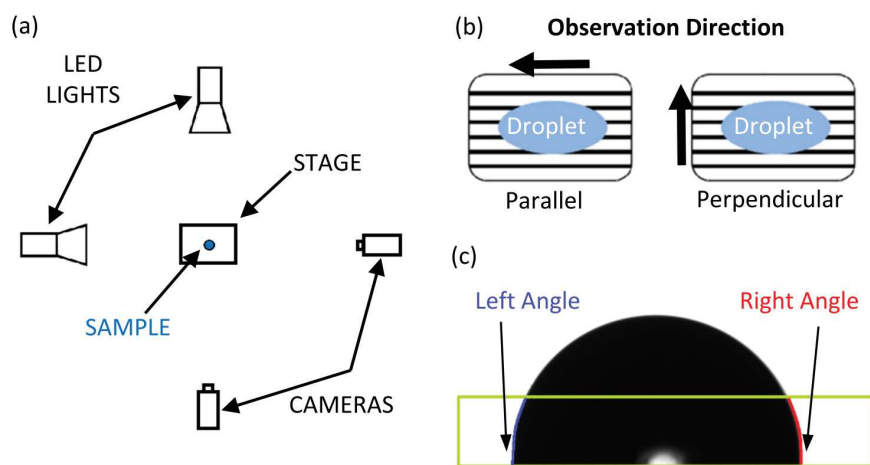 (a)
LED
LIGHTS
STAGE
SAMPLE
CAMERAS
(b) Observation Direction
Droplet Droplet
Parallel Perpendicular
(c)
Left Angle Right Angle